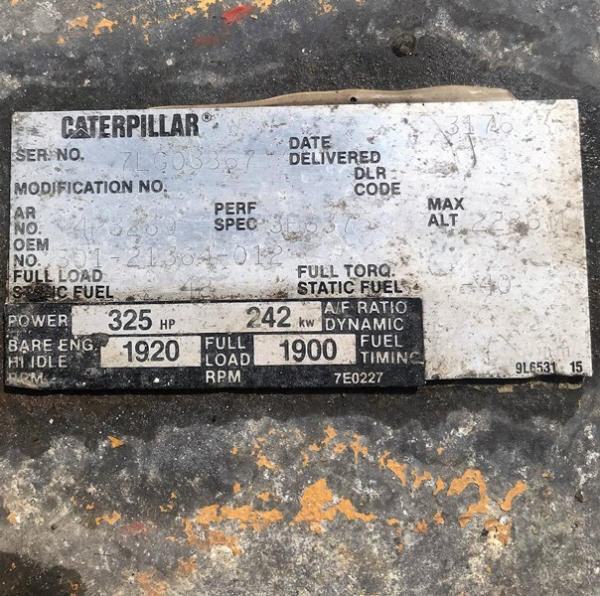 CATERPILLAR®
3176
SER. NO.
DATE
DELIVERED
MODIFICATION NO.
DLR
CODE
AR
NO.
PERF
SPEC
MAX
ALT
OEM
NO.
FULL LOAD
STATIC FUEL
FULL TORQ.
STATIC FUEL
POWER 325 HP 242 kw A/F RATIO
DYNAMIC
BARE ENG.
HI IDLE
RPM 1920 FULL
LOAD
RPM 1900 FUEL
TIMING
7E0227
9L6531 15